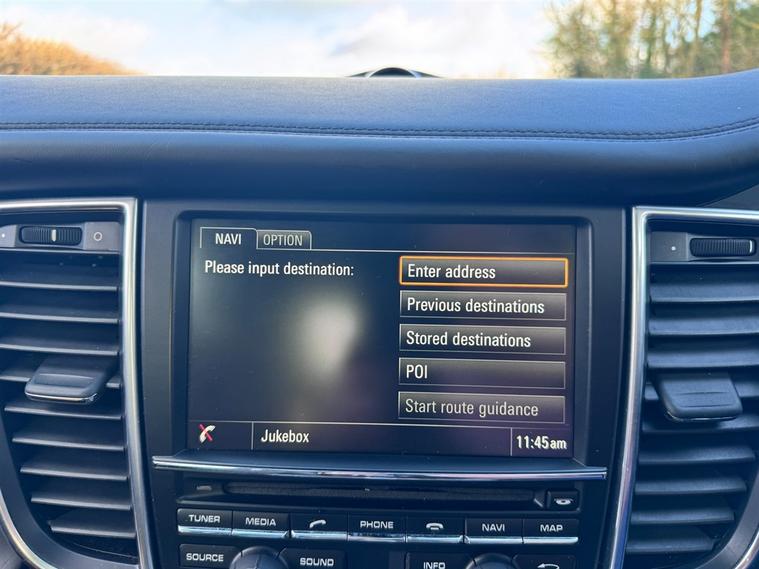 NAVI OPTION
Please input destination:
Enter address
Previous destinations
Stored destinations
POI
Start route guidance
Jukebox
11:45am
TUNER MEDIA PHONE NAVI MAP
SOURCE SOUND INFO